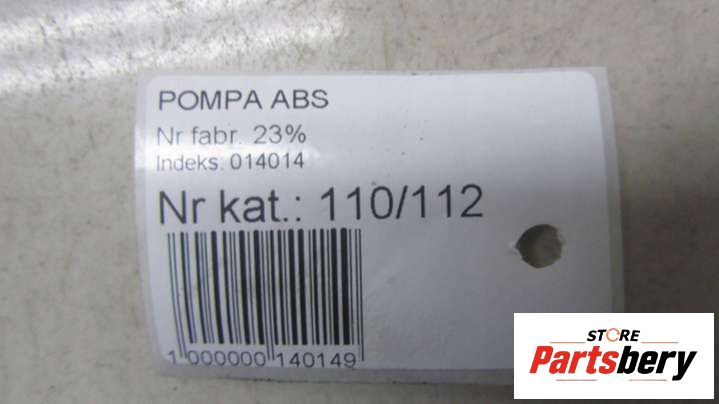 POMPA ABS
Nr fabr. 23%
Indeks: 014014
Nr kat.: 110/112
1 000000 140149
STORE
Partsbery